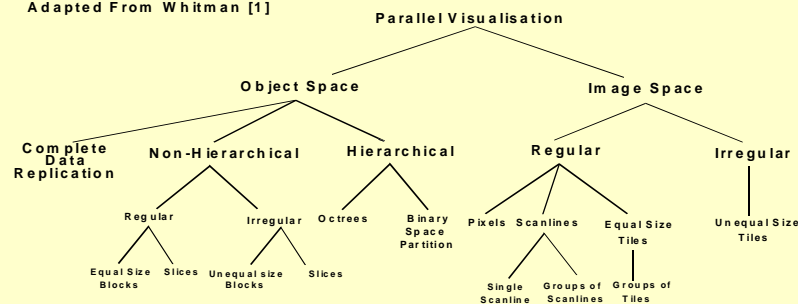 Adapted From Whitman [1]
Parallel Visualisation
Object Space
Image Space
Complete
Data
Replication
Non-Hierarchical
Hierarchical
Regular
Irregular
Regular
Irregular
Octrees
Binary
Space
Partition
Pixels
Scanlines
Equal Size
Tiles
Unequal Size
Tiles
Equal Size
Blocks
Slices
Unequal size
Blocks
Slices
Single
Scanline
Groups of
Scanlines
Groups of
Tiles